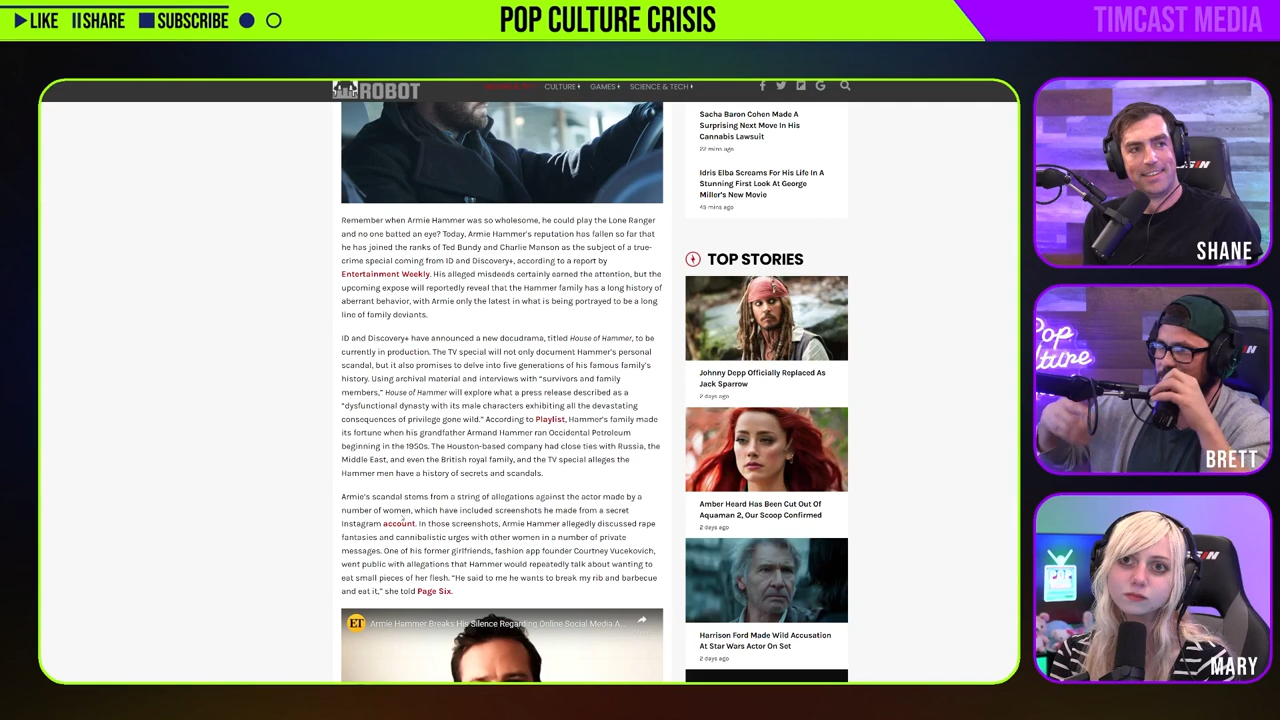 LIKE SHARE SUBSCRIBE
POP CULTURE CRISIS
TIMCAST MEDIA
ROBOT
CULTURE
GAMES
SCIENCE & TECH
Remember when Armie Hammer was so wholesome, he could play the Lone Ranger
and no one batted an eye? Today, Armie Hammer's reputation has fallen so far that
he has joined the ranks of Ted Bundy and Charlie Manson as the subject of a true-
crime special coming from ID and Discovery+, according to a report by
Entertainment Weekly. His alleged misdeeds certainly earned the attention, but the
upcoming expose will reportedly reveal that the Hammer family has a long history of
aberrant behavior, with Armie only the latest in what is being portrayed to be a long
line of family deviants.
ID and Discovery+ have announced a new docudrama, titled House of Hammer, to be
currently in production. The TV special will not only document Hammer's personal
scandal, but it also promises to delve into five generations of his famous family's
history. Using archival material and interviews with "survivors and family
members," House of Hammer will explore what a press release described as a
"dysfunctional dynasty with its male characters exhibiting all the devastating
consequences of privilege gone wild." According to Playlist, Hammer's family made
its fortune when his grandfather Armand Hammer ran Occidental Petroleum
beginning in the 1950s. The Houston-based company had close ties with Russia, the
Middle East, and even the British royal family, and the TV special alleges the
Hammer men have a history of secrets and scandals.
Armie's scandal stems from a string of allegations against the actor made by a
number of women, which have included screenshots he made from a secret
Instagram account. In those screenshots, Armie Hammer allegedly discussed rape
fantasies and cannibalistic urges with other women in a number of private
messages. One of his former girlfriends, fashion app founder Courtney Vucekovich,
went public with allegations that Hammer would repeatedly talk about wanting to
eat small pieces of her flesh. "He said to me he wants to break my rib and barbecue
and eat it," she told Page Six.
ET Armie Hammer Breaks His Silence Regarding Online Social Media A...
Sacha Baron Cohen Made A
Surprising Next Move In His
Cannabis Lawsuit
22 mins ago
Idris Elba Screams For His Life In A
Stunning First Look At George
Miller's New Movie
45 mins ago
TOP STORIES
Johnny Depp Officially Replaced As
Jack Sparrow
2 days ago
Amber Heard Has Been Cut Out Of
Aquaman 2, Our Scoop Confirmed
2 days ago
Harrison Ford Made Wild Accusation
At Star Wars Actor On Set
2 days ago
SHANE
Pop
BRETT
MARY